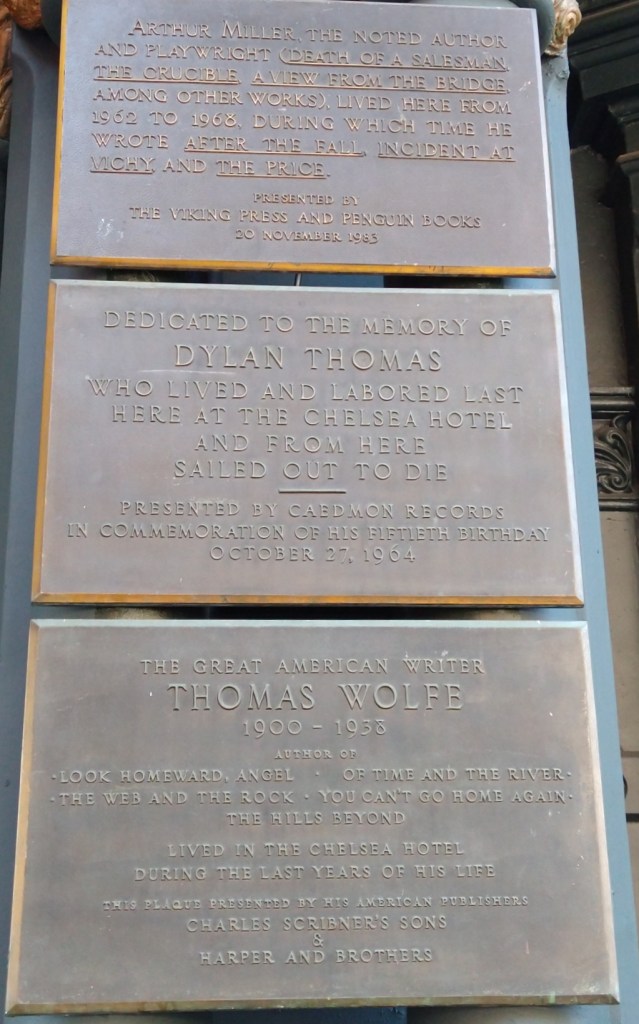 ARTHUR MILLER, THE NOTED AUTHOR
AND PLAYWRIGHT (DEATH OF A SALESMAN,
THE CRUCIBLE, A VIEW FROM THE BRIDGE
AMONG OTHER WORKS), LIVED HERE FROM
1962 TO 1968, DURING WHICH TIME HE
WROTE AFTER THE FALL, INCIDENT AT
VICHY, AND THE PRICE.
PRESENTED BY
THE VIKING PRESS AND PENGUIN BOOKS
20 NOVEMBER 1983
DEDICATED TO THE MEMORY OF
DYLAN THOMAS
WHO LIVED AND LABORED LAST
HERE AT THE CHELSEA HOTEL
AND FROM HERE
SAILED OUT TO DIE
PRESENTED BY CAEDMON RECORDS
IN COMMEMORATION OF HIS FIFTIETH BIRTHDAY
OCTOBER 27, 1964
THE GREAT AMERICAN WRITER
THOMAS WOLFE
1900 - 1938
AUTHOR OF
·LOOK HOMEWARD, ANGEL · OF TIME AND THE RIVER·
·THE WEB AND THE ROCK · YOU CAN'T GO HOME AGAIN·
THE HILLS BEYOND
LIVED IN THE CHELSEA HOTEL
DURING THE LAST YEARS OF HIS LIFE
THIS PLAQUE PRESENTED BY HIS AMERICAN PUBLISHERS
CHARLES SCRIBNER'S SONS
&
HARPER AND BROTHERS